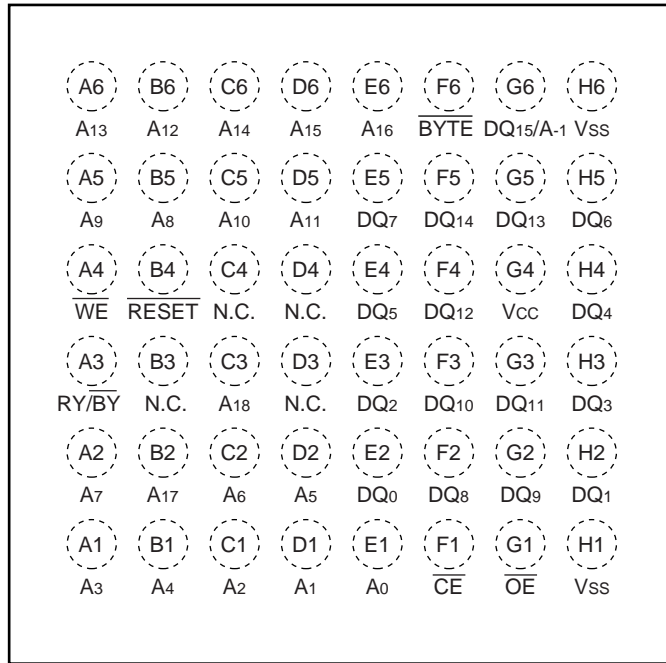 A6 B6 C6 D6 E6 F6 G6 H6
A13 A12 A14 A15 A16 BYTE DQ15/A-1 VSS
A5 B5 C5 D5 E5 F5 G5 H5
A9 A8 A10 A11 DQ7 DQ14 DQ13 DQ6
A4 B4 C4 D4 E4 F4 G4 H4
WE RESET N.C. N.C. DQ5 DQ12 VCC DQ4
A3 B3 C3 D3 E3 F3 G3 H3
RY/BY N.C. A18 N.C. DQ2 DQ10 DQ11 DQ3
A2 B2 C2 D2 E2 F2 G2 H2
A7 A17 A6 A5 DQ0 DQ8 DQ9 DQ1
A1 B1 C1 D1 E1 F1 G1 H1
A3 A4 A2 A1 A0 CE OE VSS